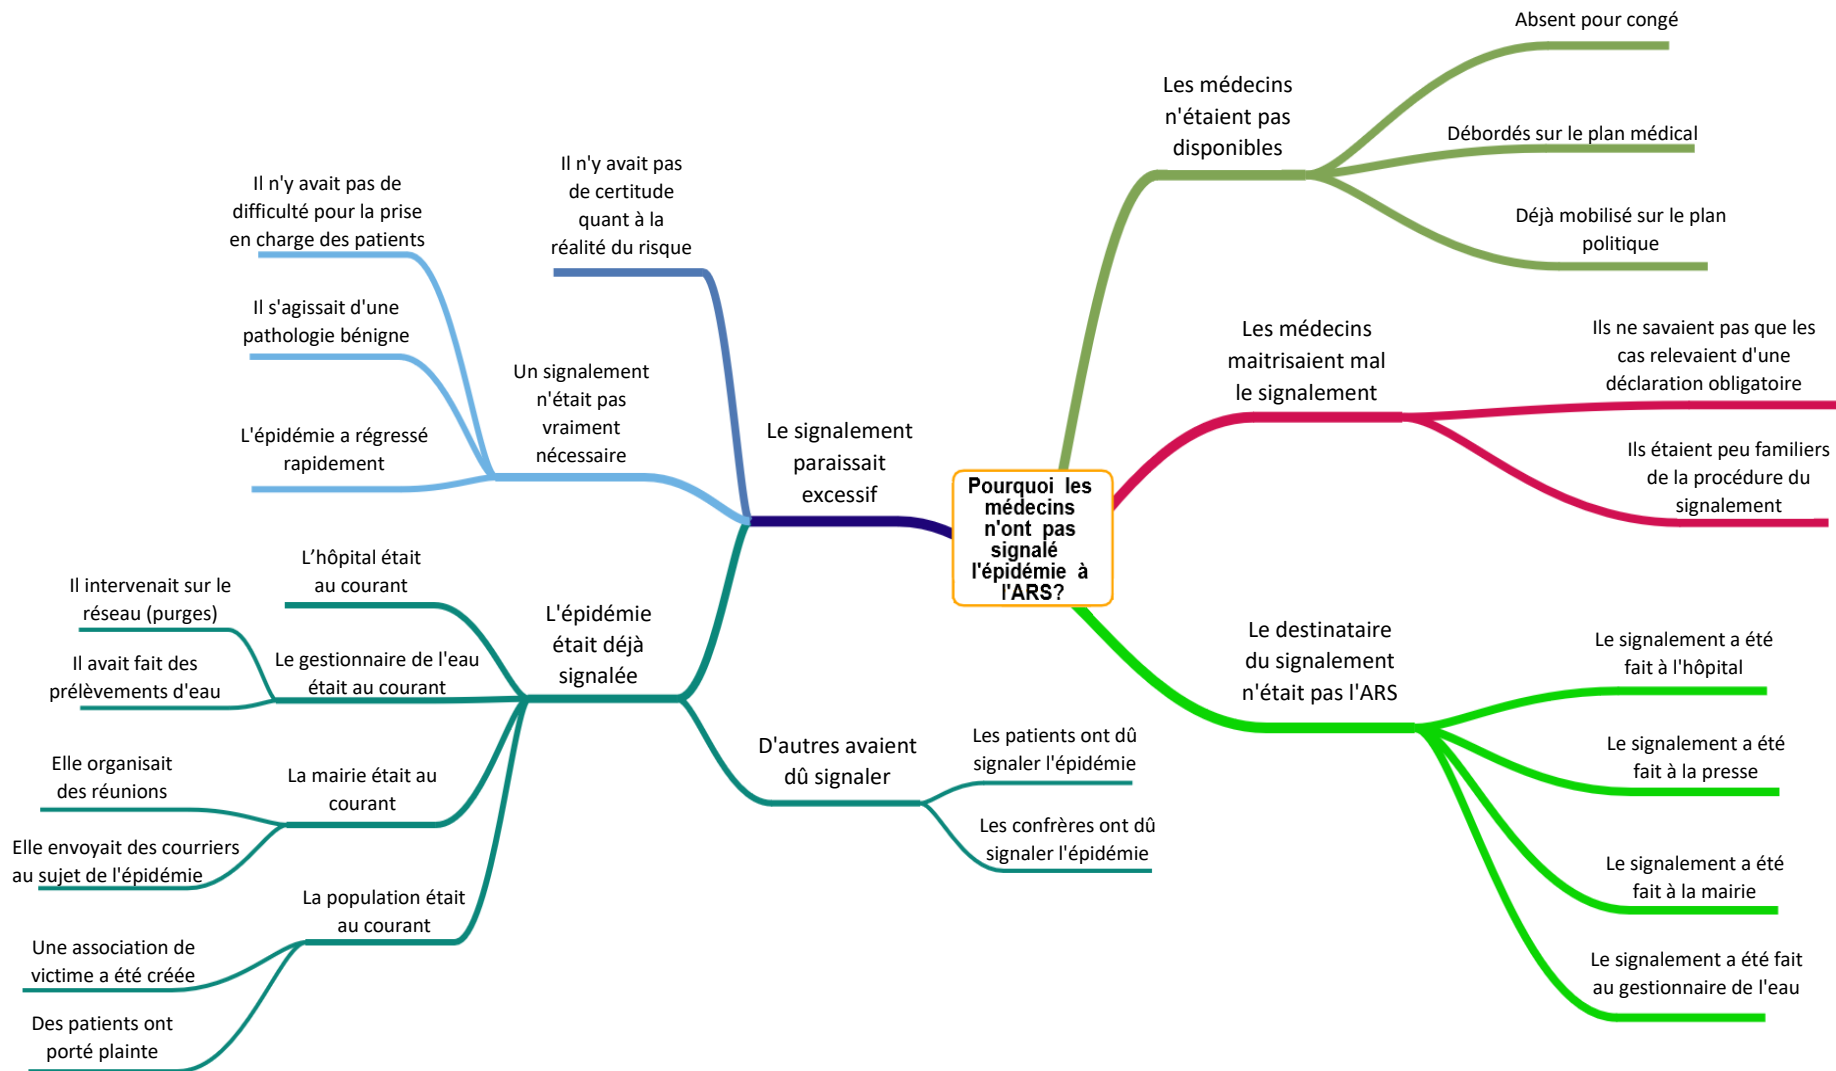 Pourquoi les
médecins
n'ont pas
signalé
l'épidémie à
l'ARS?
Les médecins
n'étaient pas
disponibles
Absent pour congé
Débordés sur le plan médical
Déjà mobilisé sur le plan
politique
Les médecins
maitrisaient mal
le signalement
Ils ne savaient pas que les
cas relevaient d'une
déclaration obligatoire
Ils étaient peu familiers
de la procédure du
signalement
Le destinataire
du signalement
n'était pas l'ARS
Le signalement a été
fait à l'hôpital
Le signalement a été
fait à la presse
Le signalement a été
fait à la mairie
Le signalement a été fait
au gestionnaire de l'eau
Le signalement
paraissait
excessif
Il n'y avait pas
de certitude
quant à la
réalité du risque
Un signalement
n'était pas
vraiment
nécessaire
Il n'y avait pas de
difficulté pour la prise
en charge des patients
Il s'agissait d'une
pathologie bénigne
L'épidémie a régressé
rapidement
L'épidémie
était déjà
signalée
L’hôpital était
au courant
Le gestionnaire de l'eau
était au courant
Il intervenait sur le
réseau (purges)
Il avait fait des
prélèvements d'eau
La mairie était au
courant
Elle organisait
des réunions
Elle envoyait des courriers
au sujet de l'épidémie
La population était
au courant
Une association de
victime a été créée
Des patients ont
porté plainte
D'autres avaient
dû signaler
Les patients ont dû
signaler l'épidémie
Les confrères ont dû
signaler l'épidémie